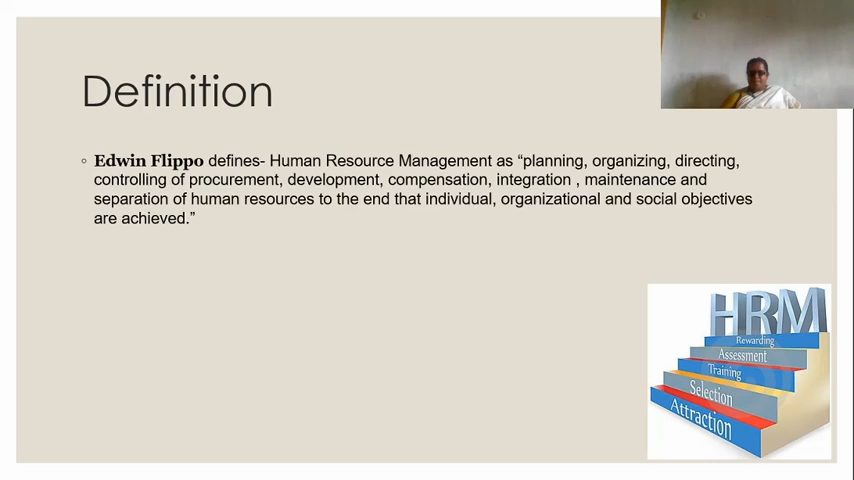 Definition
Edwin Flippo defines- Human Resource Management as “planning, organizing, directing,
controlling of procurement, development, compensation, integration , maintenance and
separation of human resources to the end that individual, organizational and social objectives
are achieved.”
HRM
Rewarding
Assessment
Training
Selection
Attraction